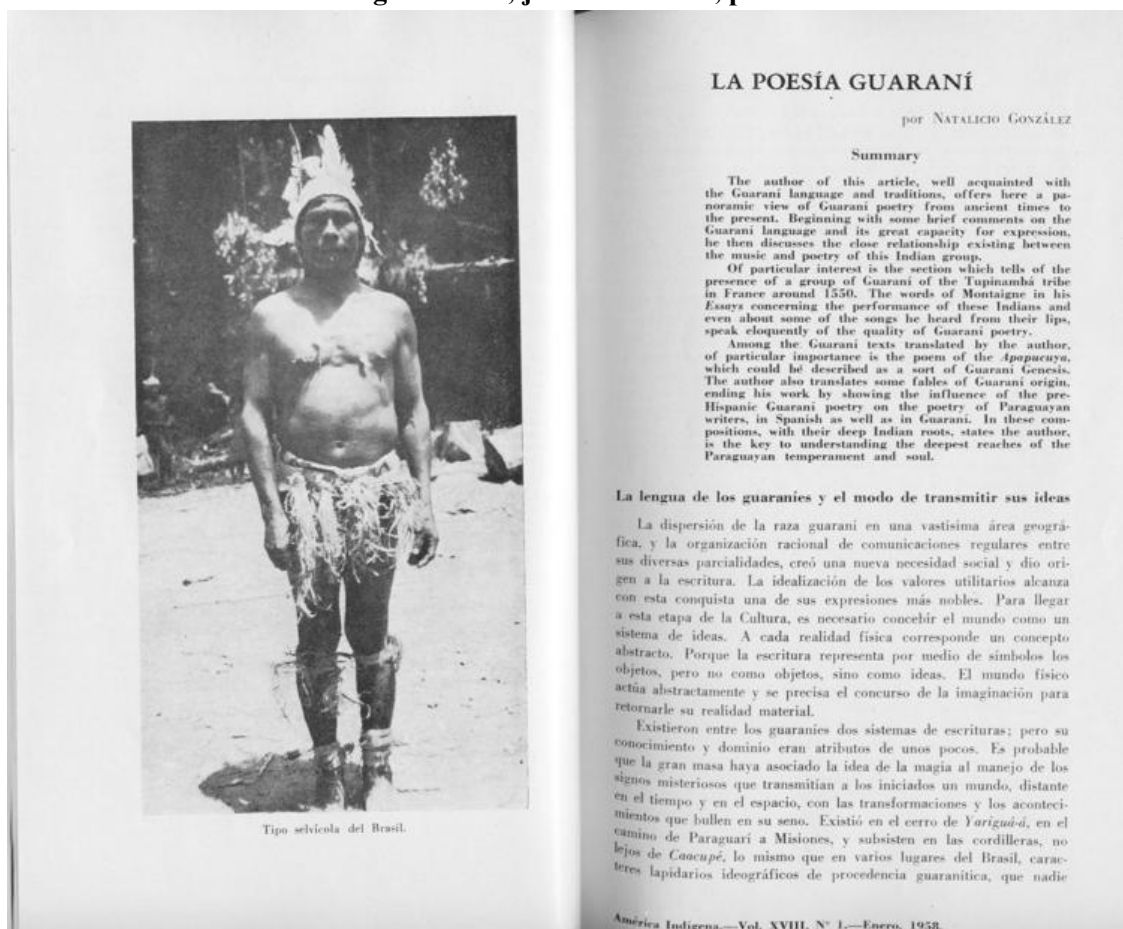 Tipo selvícola del Brasil.
LA POESÍA GUARANÍ
por NATALICIO GONZÁLEZ
Summary
The author of this article, well acquainted with
the Guaraní language and traditions, offers here a pa-
noramic view of Guaraní poetry from ancient times to
the present. Beginning with some brief comments on the
Guaraní language and its great capacity for expression,
he then discusses the close relationship existing between
the music and poetry of this Indian group.
Of particular interest is the section which tells of the
presence of a group of Guaraní of the Tupinambá tribe
in France around 1550. The words of Montaigne in his
Essays concerning the performance of these Indians and
even about some of the songs he heard from their lips,
speak eloquently of the quality of Guaraní poetry.
Among the Guaraní texts translated by the author,
of particular importance is the poem of the Apapucuya,
which could bé described as a sort of Guaraní Genesis.
The author also translates some fables of Guaraní origin,
ending his work by showing the influence of the pre-
Hispanic Guaraní poetry on the poetry of Paraguayan
writers, in Spanish as well as in Guaraní. In these com-
positions, with their deep Indian roots, states the author,
is the key to understanding the deepest reaches of the
Paraguayan temperament and soul.
La lengua de los guaraníes y el modo de transmitir sus ideas
La dispersión de la raza guaraní en una vastísima área geográ-
fica, y la organización racional de comunicaciones regulares entre
sus diversas parcialidades, creó una nueva necesidad social y dio ori-
gen a la escritura. La idealización de los valores utilitarios alcanza
con esta conquista una de sus expresiones más nobles. Para llegar
a esta etapa de la Cultura, es necesario concebir el mundo como un
sistema de ideas. A cada realidad física corresponde un concepto
abstracto. Porque la escritura representa por medio de símbolos los
objetos, pero no como objetos, sino como ideas. El mundo físico
actúa abstractamente y se precisa el concurso de la imaginación para
retornarle su realidad material.
Existieron entre los guaraníes dos sistemas de escrituras; pero su
conocimiento y dominio eran atributos de unos pocos. Es probable
que la gran masa haya asociado la idea de la magia al manejo de los
signos misteriosos que transmitían a los iniciados un mundo, distante
en el tiempo y en el espacio, con las transformaciones y los aconteci-
mientos que bullen en su seno. Existió en el cerro de Yariguá-á, en el
camino de Paraguarí a Misiones, y subsisten en las cordilleras, no
lejos de Caacupé, lo mismo que en varios lugares del Brasil, carac-
teres lapidarios ideográficos de procedencia guaranítica, que nadie
América Indígena.—Vol. XVIII, N° 1.—Enero, 1958.